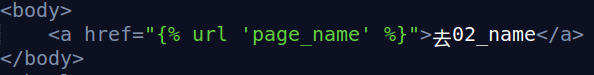 <body>
    <a href="{% url 'page_name' %}">去02_name</a>
</body>